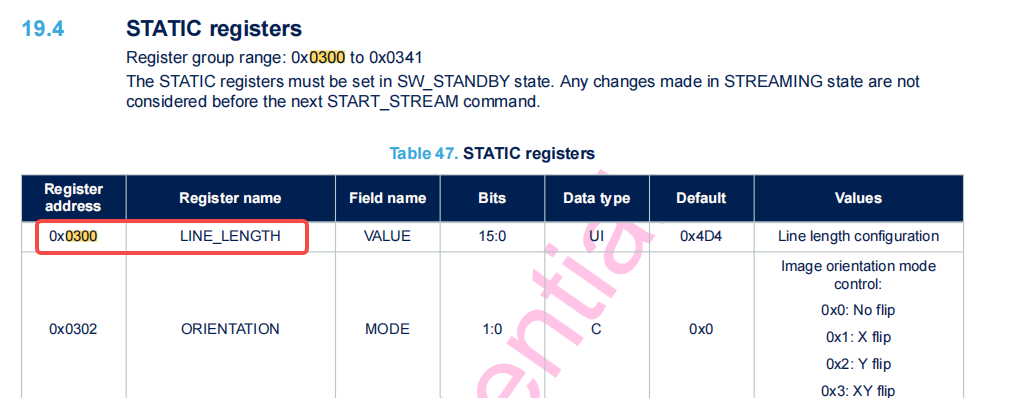 19.4 STATIC registers
Register group range: 0x0300 to 0x0341
The STATIC registers must be set in SW_STANDBY state. Any changes made in STREAMING state are not
considered before the next START_STREAM command.
Table 47. STATIC registers
Register address Register name Field name Bits Data type Default Values
0x0300 LINE_LENGTH VALUE 15:0 UI 0x4D4 Line length configuration
0x0302 ORIENTATION MODE 1:0 C 0x0 Image orientation mode
control:
0x0: No flip
0x1: X flip
0x2: Y flip
0x3: XY flip